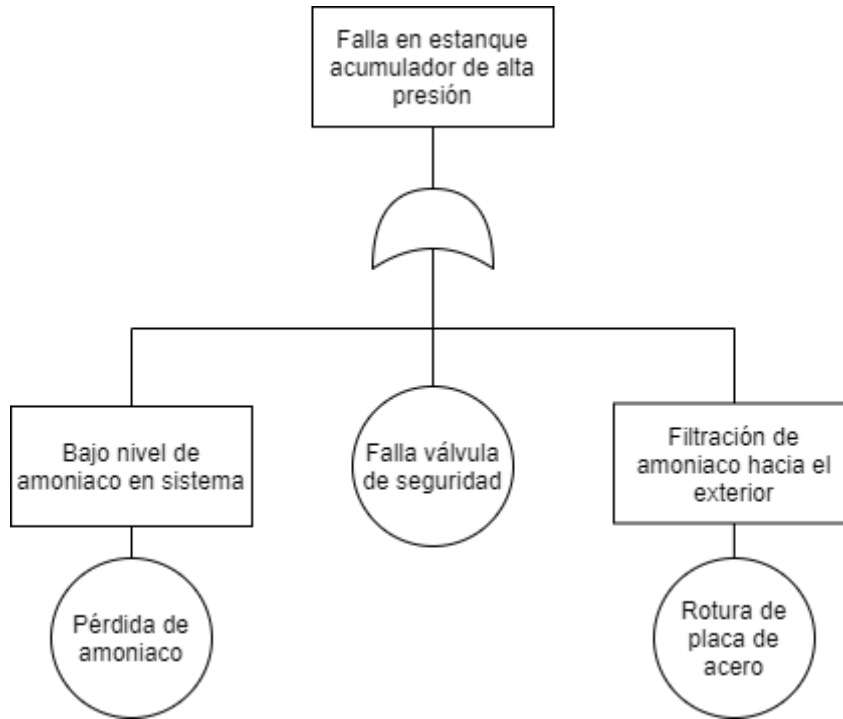 Falla en estanque
acumulador de alta
presión
Bajo nivel de
amoniaco en sistema
Falla válvula
de seguridad
Filtración de
amoniaco hacia el
exterior
Pérdida de
amoniaco
Rotura de
placa de
acero